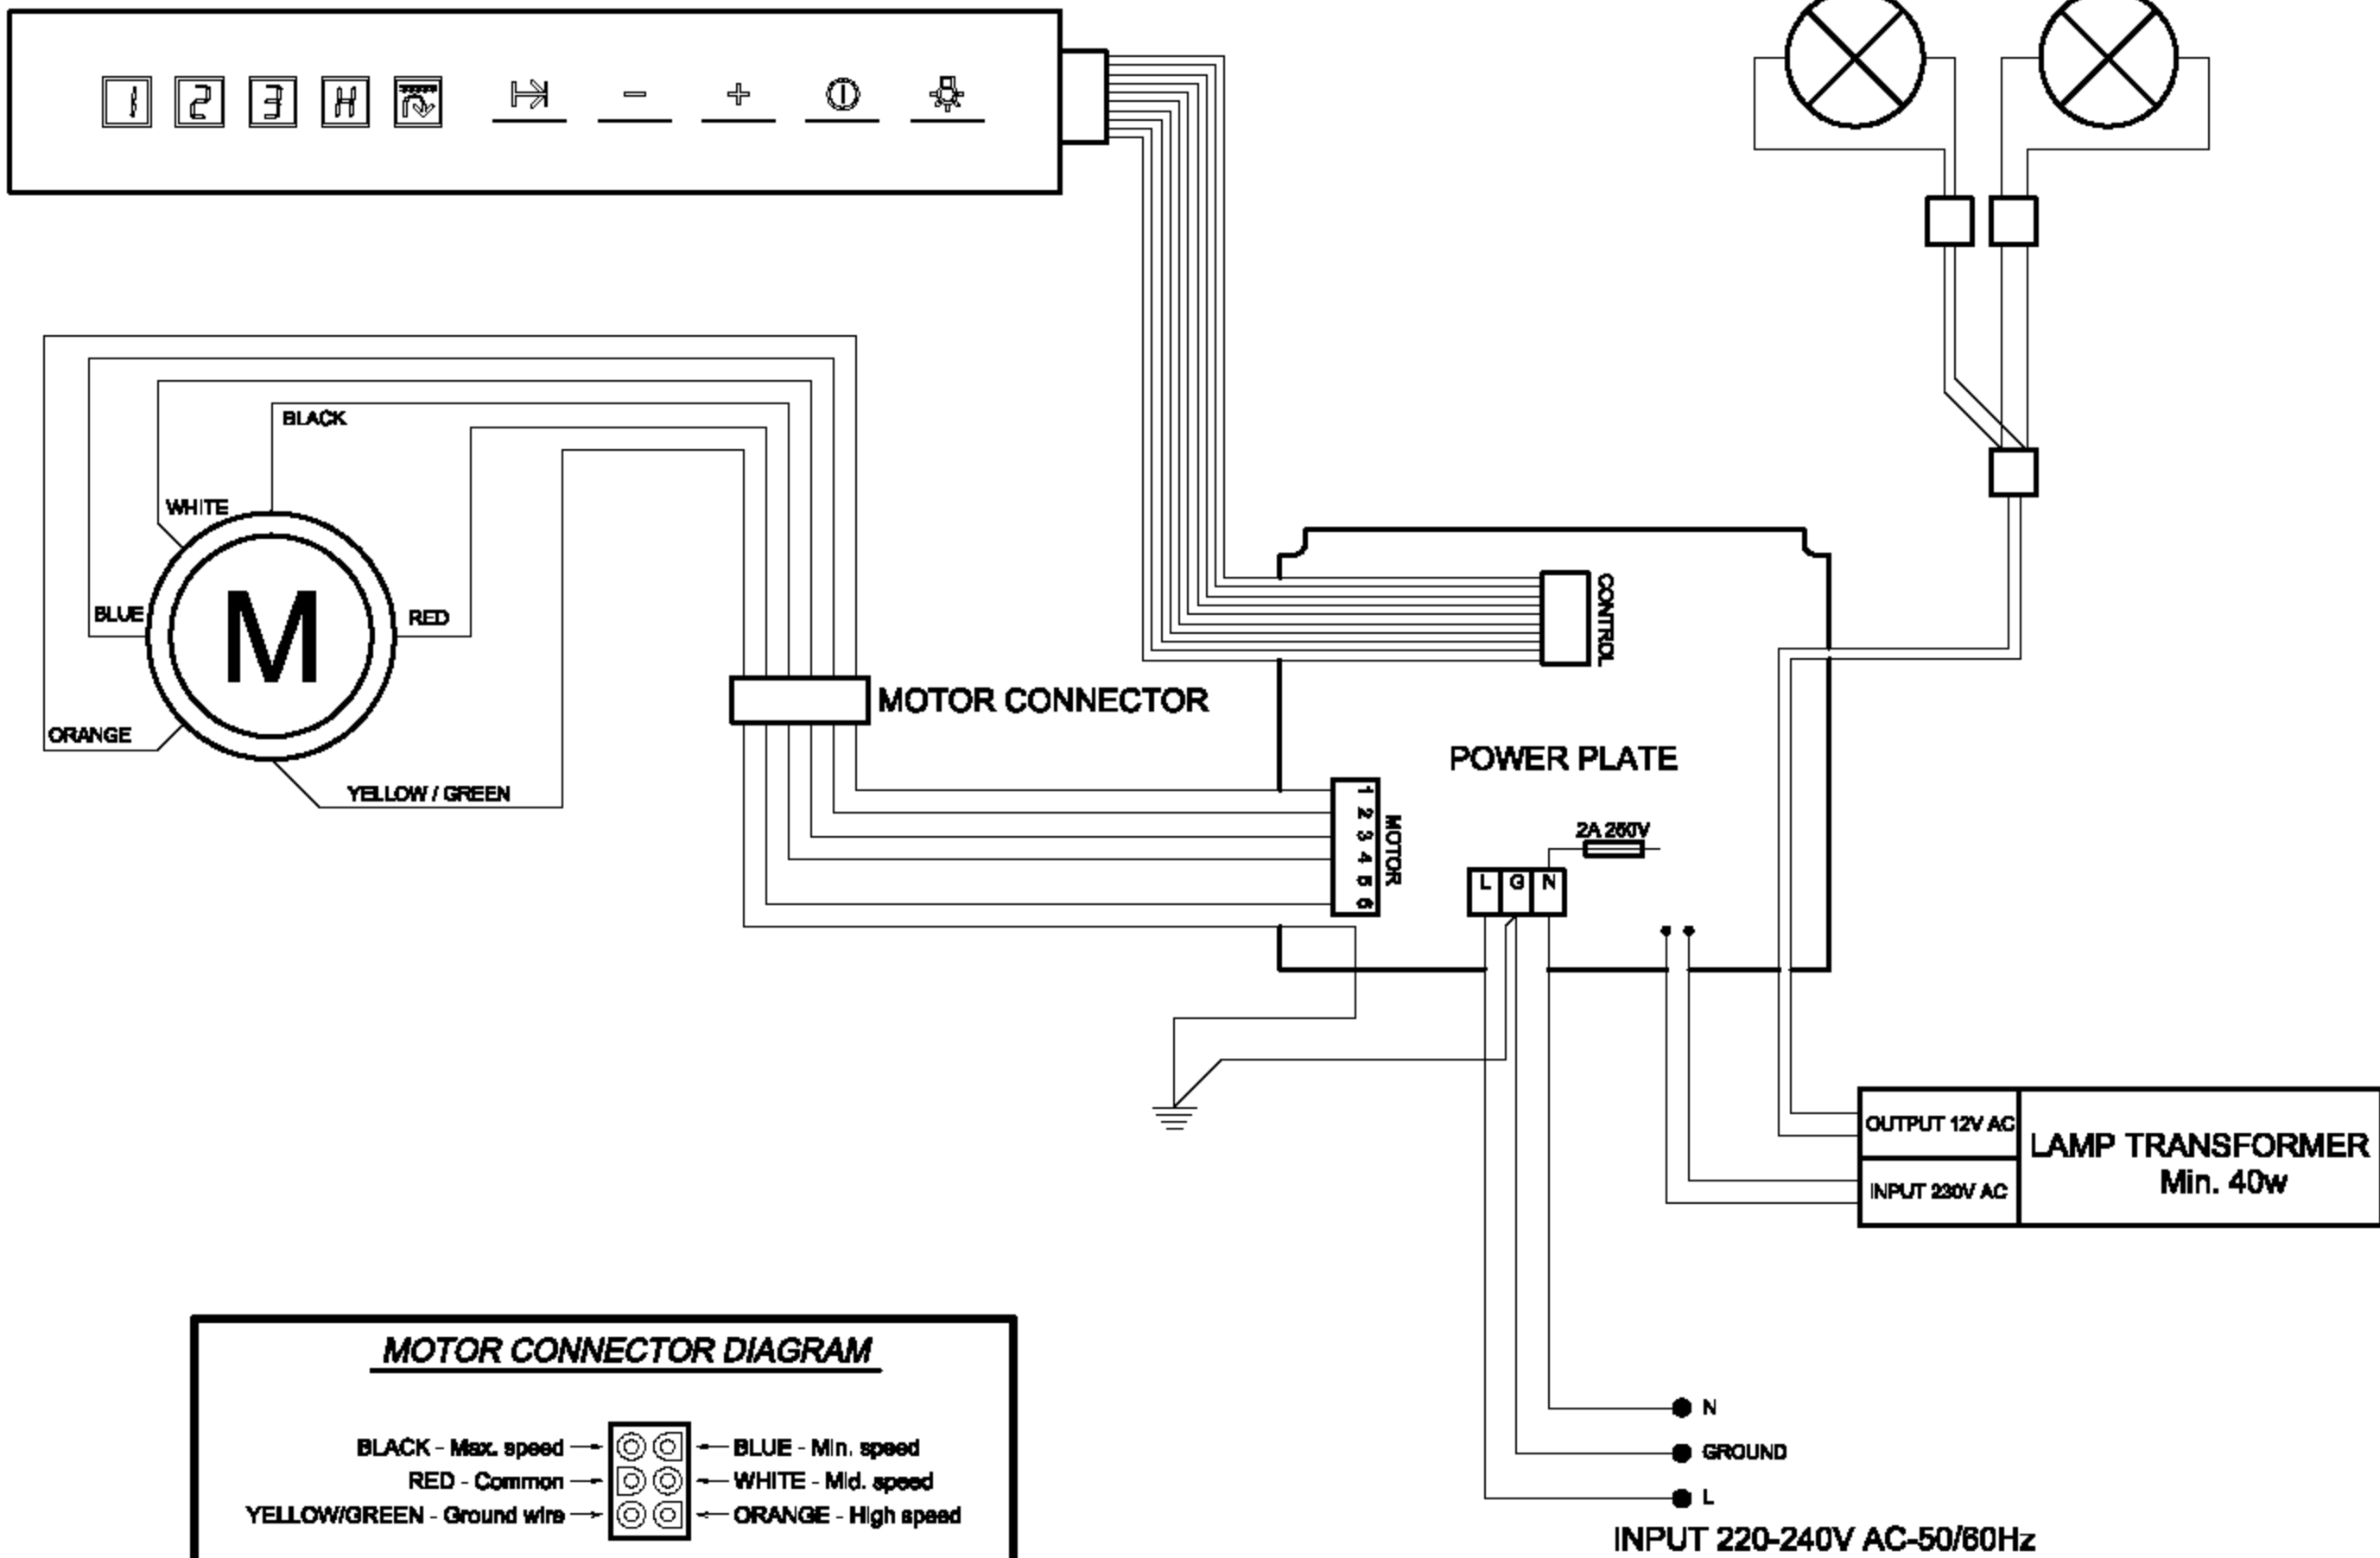 1 2 3 H - +
BLACK
WHITE
BLUE
RED
M
ORANGE
YELLOW / GREEN
MOTOR CONNECTOR
CONTROL
POWER PLATE
1
2
3
4
5
6
MOTOR
2A 250V
L G N
OUTPUT 12V AC
INPUT 230V AC
LAMP TRANSFORMER
Min. 40w
MOTOR CONNECTOR DIAGRAM
BLACK - Max. speed
BLUE - Min. speed
RED - Common
WHITE - Mid. speed
YELLOW/GREEN - Ground wire
ORANGE - High speed
N
GROUND
L
INPUT 220-240V AC-50/60Hz